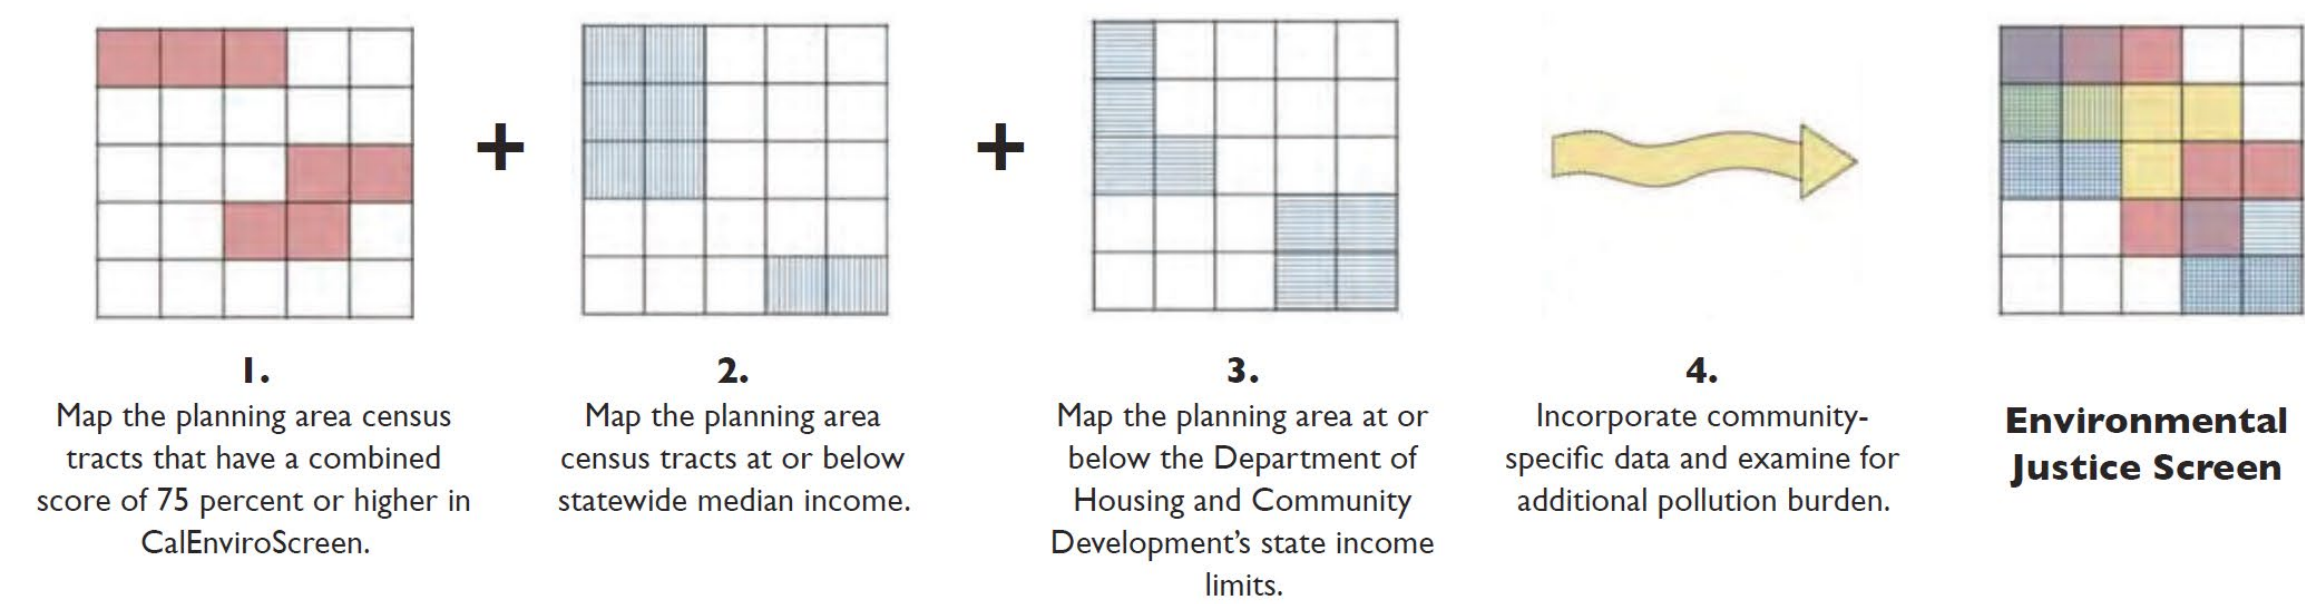 +
+
1.
Map the planning area census
tracts that have a combined
score of 75 percent or higher in
CalEnviroScreen.
2.
Map the planning area
census tracts at or below
statewide median income.
3.
Map the planning area at or
below the Department of
Housing and Community
Development’s state income
limits.
4.
Incorporate community-
specific data and examine for
additional pollution burden.
Environmental
Justice Screen